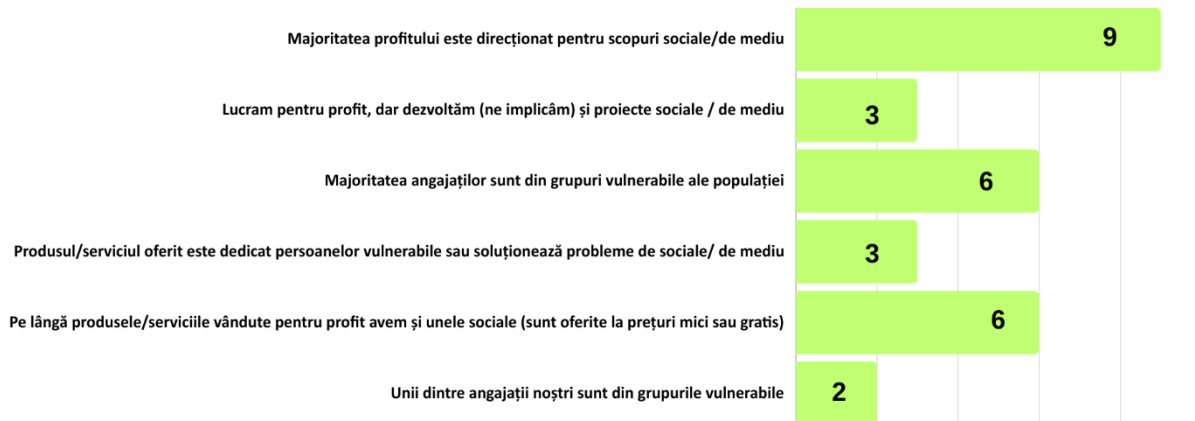 Majoritatea profitului este direcționat pentru scopuri sociale/de mediu
9
Lucram pentru profit, dar dezvoltăm (ne implicâm) și proiecte sociale / de mediu
3
Majoritatea angajaților sunt din grupuri vulnerabile ale populației
6
Produsul/serviciul oferit este dedicat persoanelor vulnerabile sau soluționează probleme de sociale/ de mediu
3
Pe lângă produsele/serviciile vândute pentru profit avem și unele sociale (sunt oferite la prețuri mici sau gratis)
6
Unii dintre angajații noștri sunt din grupurile vulnerabile
2